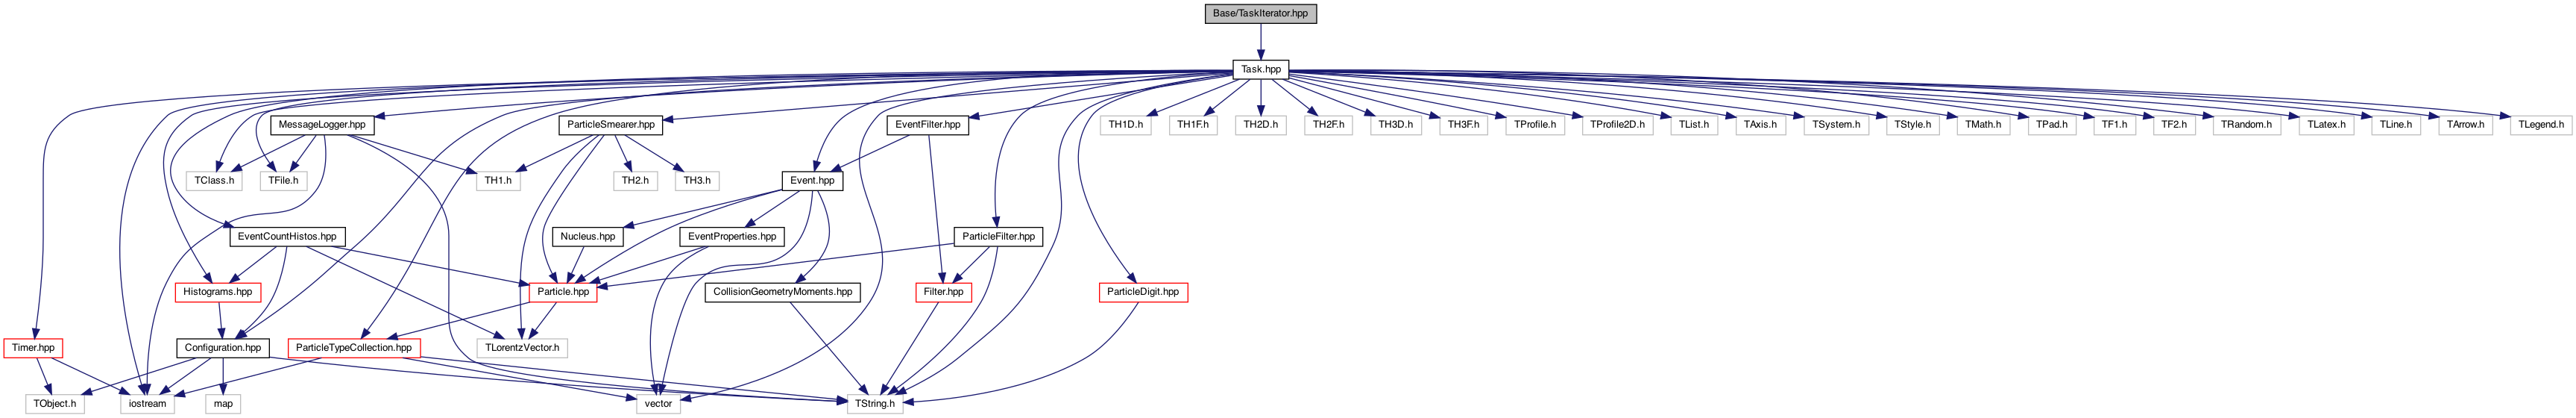 Base/TaskIterator.hpp
Task.hpp
MessageLogger.hpp
ParticleSmearer.hpp
EventFilter.hpp
TH1D.h
TH1F.h
TH2D.h
TH2F.h
TH3D.h
TH3F.h
TProfile.h
TProfile2D.h
TList.h
TAxis.h
TSystem.h
TStyle.h
TMath.h
TPad.h
TF1.h
TF2.h
TRandom.h
TLatex.h
TLine.h
TArrow.h
TLegend.h
TClass.h
TFile.h
TH1.h
TH2.h
TH3.h
Event.hpp
EventCountHistos.hpp
Nucleus.hpp
EventProperties.hpp
ParticleFilter.hpp
Histograms.hpp
Particle.hpp
CollisionGeometryMoments.hpp
Filter.hpp
ParticleDigit.hpp
Timer.hpp
Configuration.hpp
ParticleTypeCollection.hpp
TLorentzVector.h
TObject.h
iostream
map
vector
TString.h